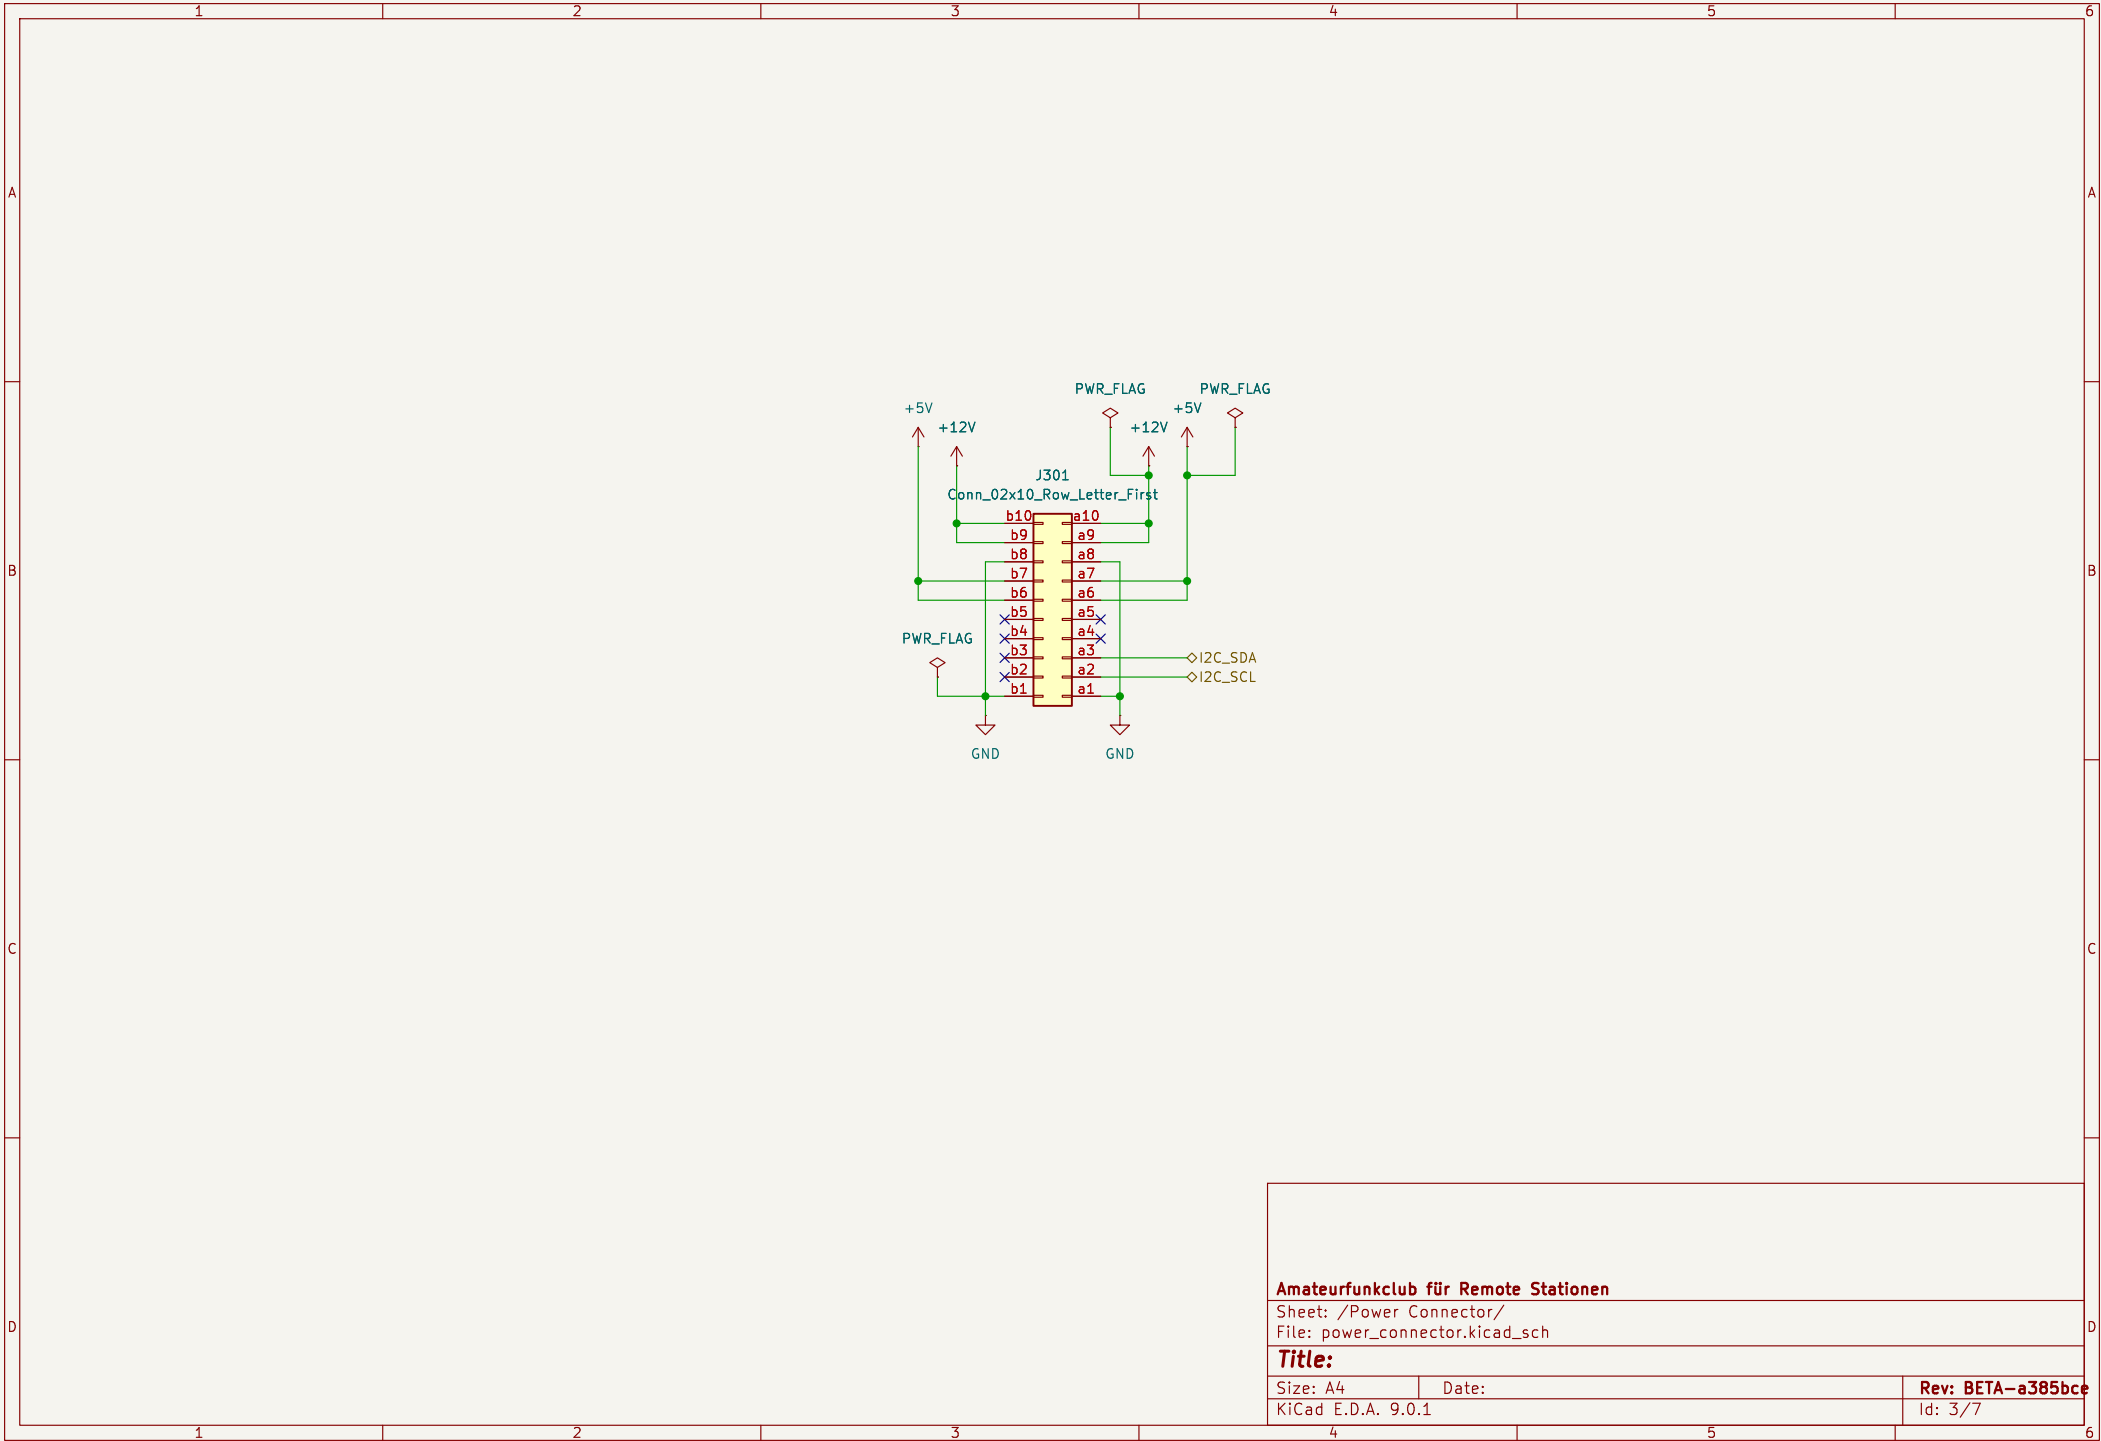 1 2 3 4 5 6
A A
PWR_FLAG PWR_FLAG
+5V +5V
+12V +12V
J301
Conn_02x10_Row_Letter_First
b10 a10
b9 a9
b8 a8
B b7 a7 B
b6 a6
b5 a5
PWR_FLAG b4 a4
b3 a3 I2C_SDA
b2 a2 I2C_SCL
b1 a1
GND GND
C C
Amateurfunkclub für Remote Stationen
Sheet: /Power Connector/
D File: power_connector.kicad_sch D
Title:
Size: A4 Date: Rev: BETA-a385bce
KiCad E.D.A. 9.0.1 Id: 3/7
1 2 3 4 5 6